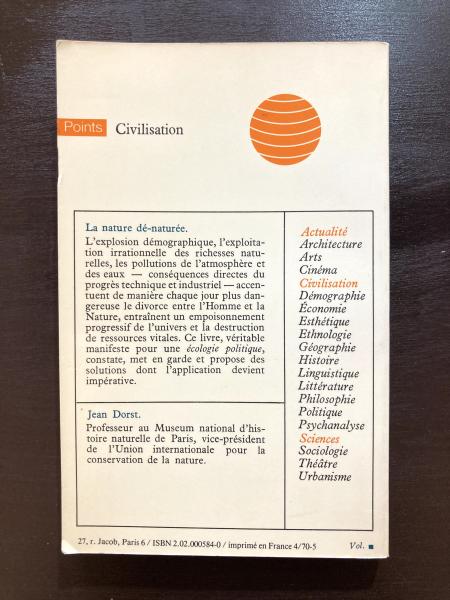 Points Civilisation
La nature dé-naturée.
L'explosion démographique, l'exploita-
tion irrationnelle des richesses natu-
relles, les pollutions de l'atmosphère et
des eaux — conséquences directes du
progrès technique et industriel — accen-
tuent de manière chaque jour plus dan-
gereuse le divorce entre l'Homme et la
Nature, entraînent un empoisonnement
progressif de l'univers et la destruction
de ressources vitales. Ce livre, véritable
manifeste pour une écologie politique,
constate, met en garde et propose des
solutions dont l'application devient
impérative.
Jean Dorst.
Professeur au Museum national d'his-
toire naturelle de Paris, vice-président
de l'Union internationale pour la
conservation de la nature.
Actualité
Architecture
Arts
Cinéma
Civilisation
Démographie
Économie
Esthétique
Ethnologie
Géographie
Histoire
Linguistique
Littérature
Philosophie
Politique
Psychanalyse
Sciences
Sociologie
Théâtre
Urbanisme
27, r. Jacob, Paris 6 / ISBN 2.02.000584-0 / imprimé en France 4/70-5 Vol. ■